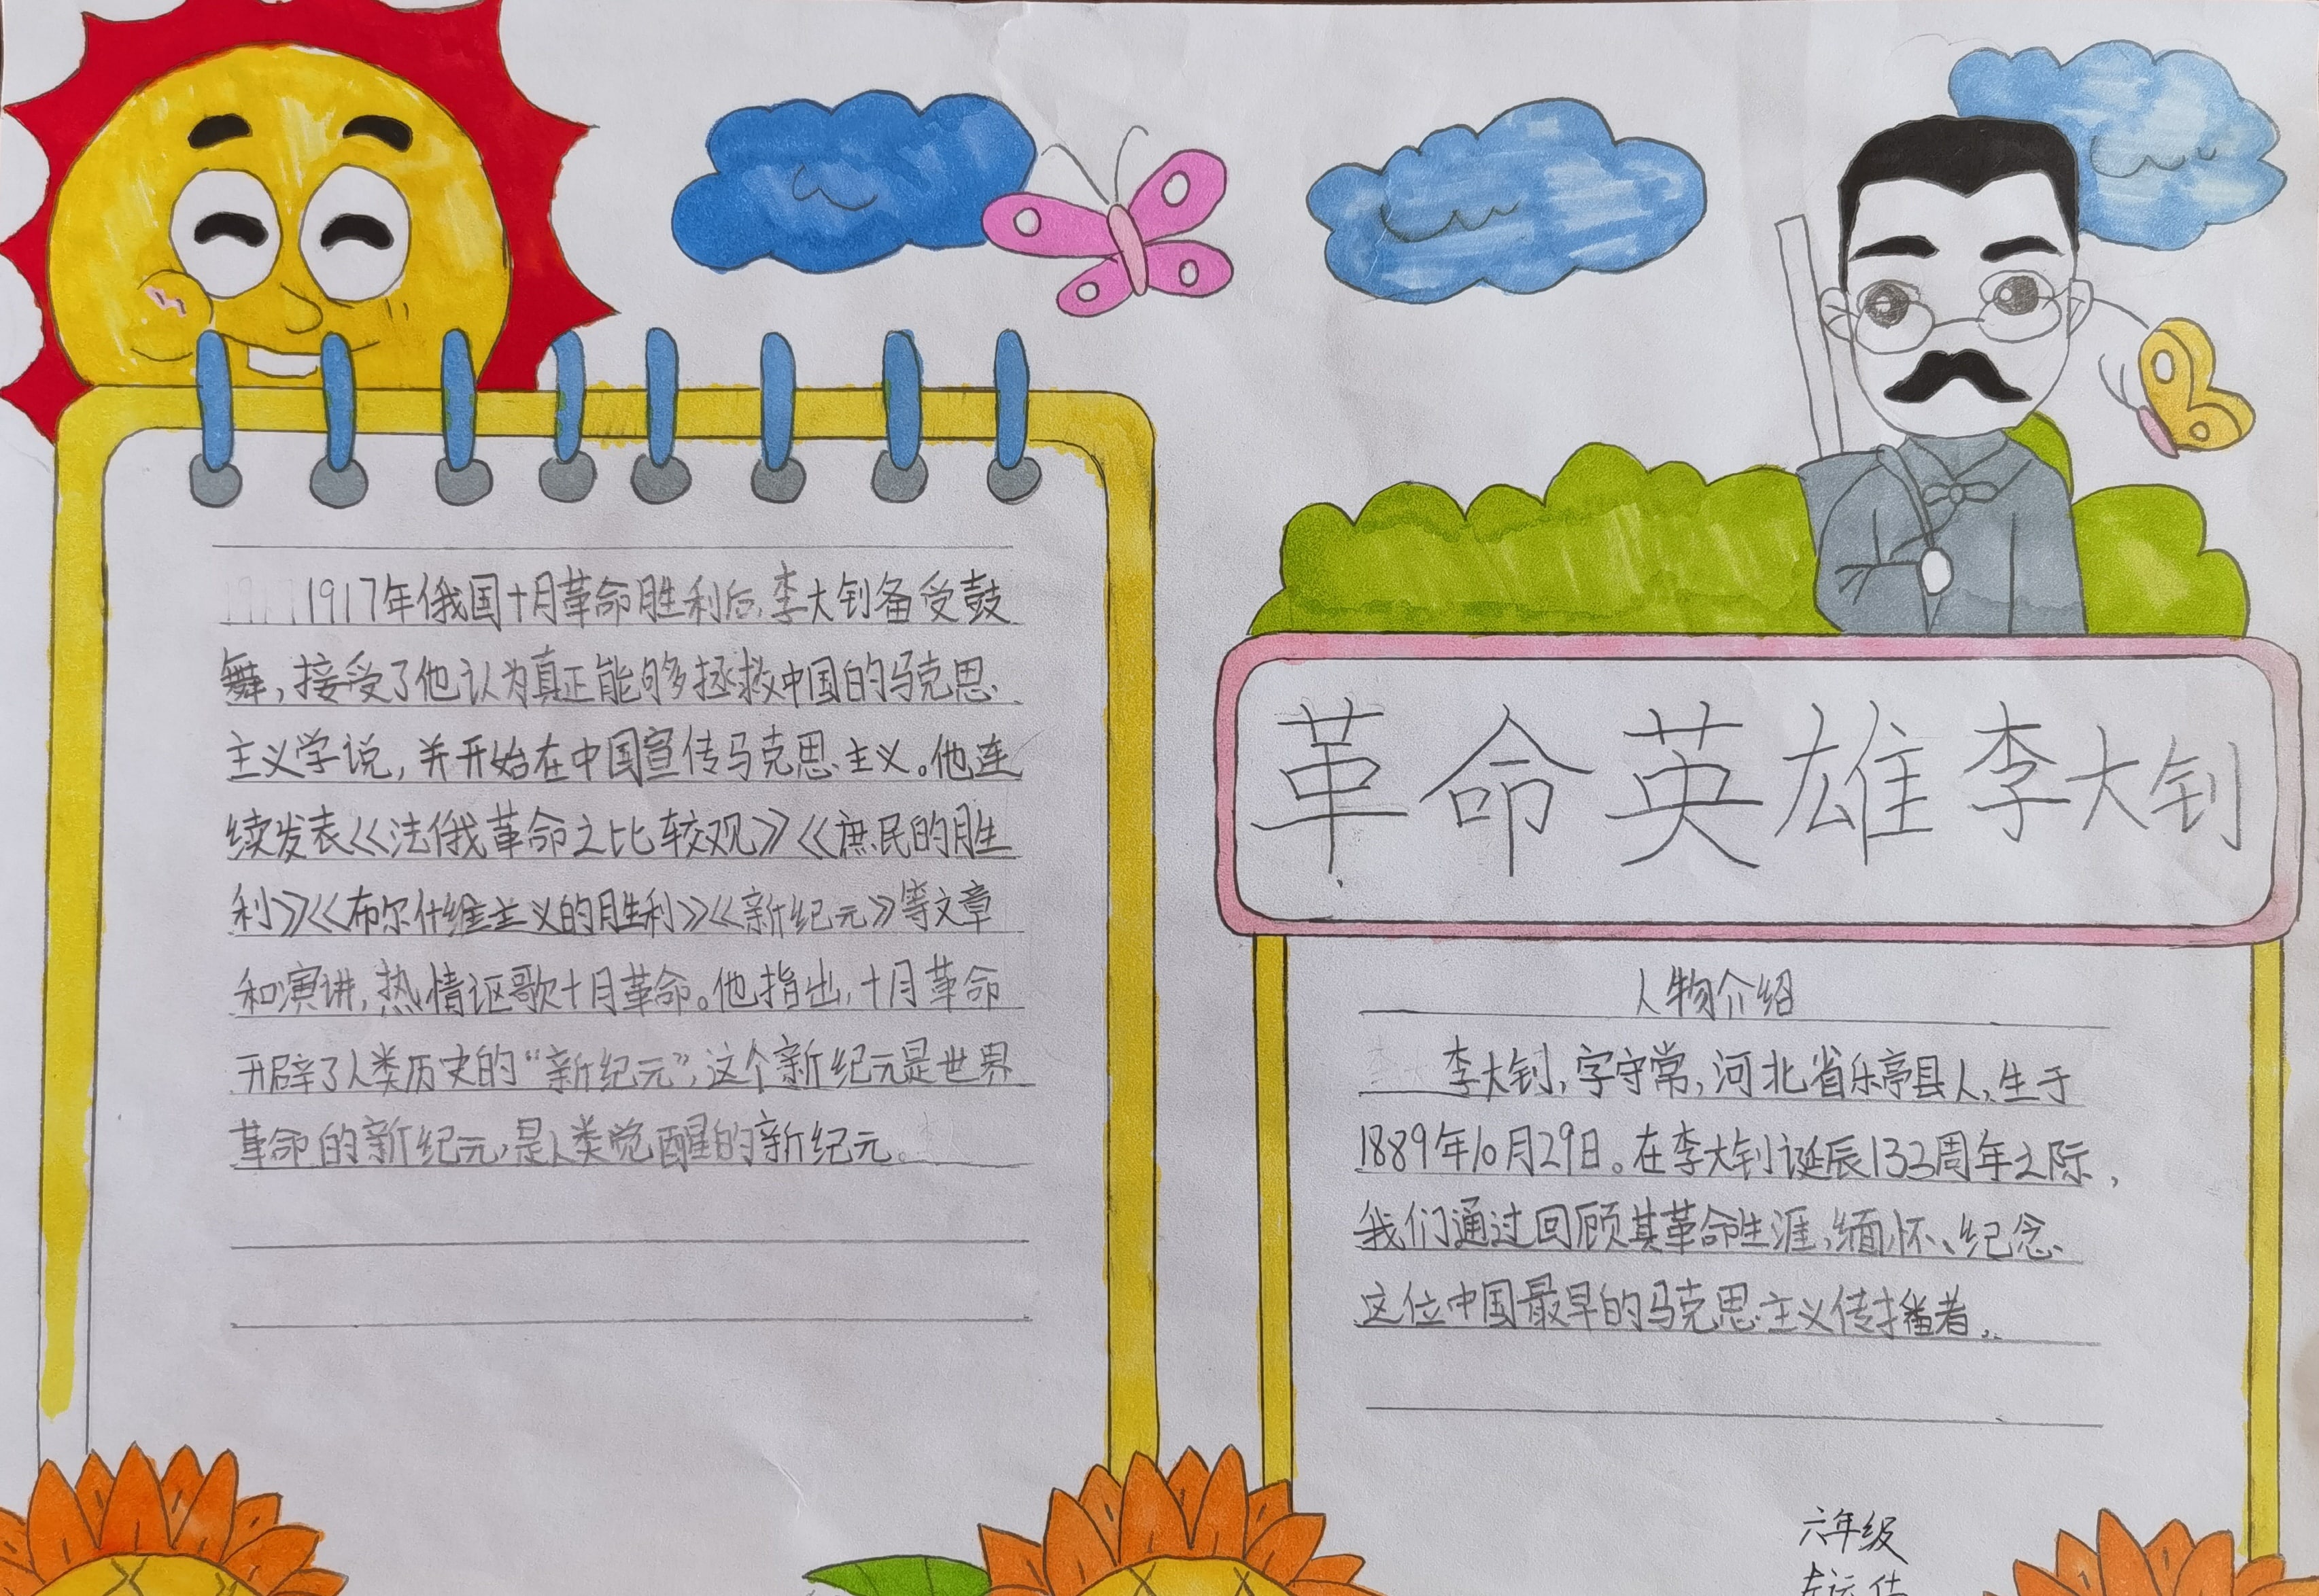 1917年俄国十月革命胜利后,李大钊备受鼓
舞,接受了他认为真正能够拯救中国的马克思
主义学说,并开始在中国宣传马克思主义。他连
续发表《法俄革命之比较观》《庶民的胜
利》《布尔什维主义的胜利》《新纪元》等文章
和演讲,热情讴歌十月革命。他指出,十月革命
开辟了人类历史的“新纪元”,这个新纪元是世界
革命的新纪元,是人类觉醒的新纪元。
革命英雄李大钊
人物介绍
李大钊,字守常,河北省乐亭县人,生于
1889年10月29日。在李大钊诞辰133周年之际,
我们通过回顾其革命生涯,缅怀、纪念
这位中国最早的马克思主义传播者。
六年级